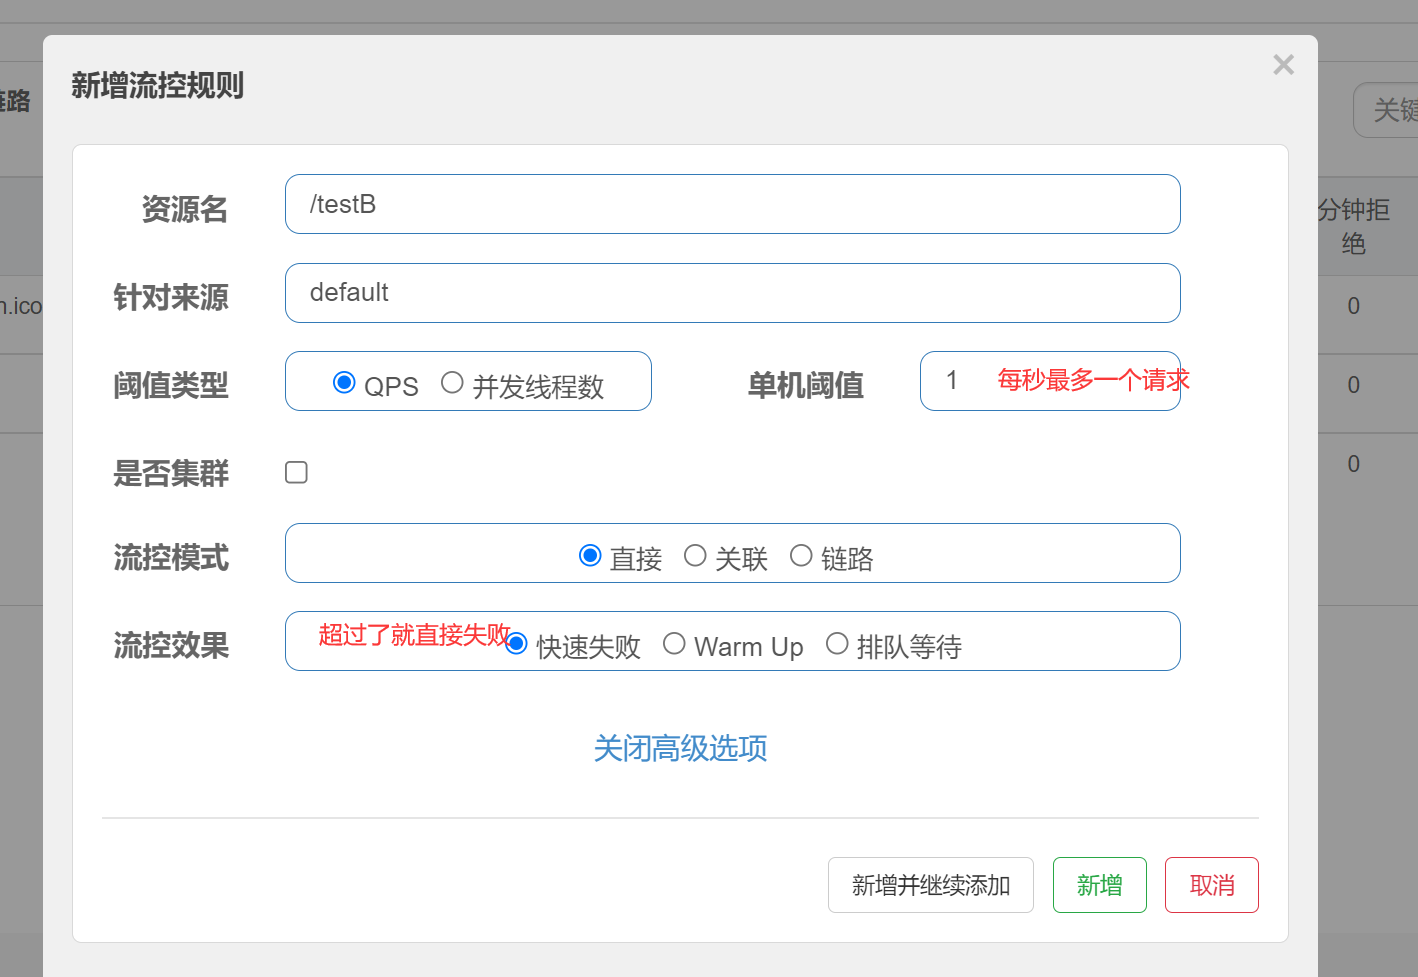 新增流控规则
×
链路
关键
资源名
/testB
分钟拒
绝
针对来源
default
n.ico
0
阈值类型
QPS
并发线程数
单机阈值
1
每秒最多一个请求
0
是否集群
0
流控模式
直接
关联
链路
流控效果
超过了就直接失败
快速失败
Warm Up
排队等待
关闭高级选项
新增并继续添加
新增
取消